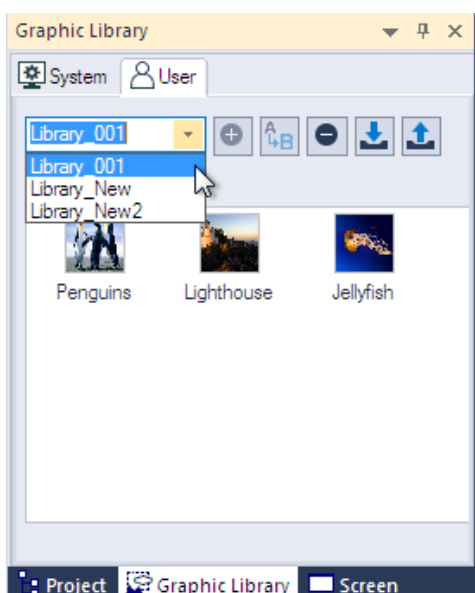 Graphic Library
System User
Library_001
Library_001
Library_New
Library_New2
A B
Penguins Lighthouse Jellyfish
Project Graphic Library Screen